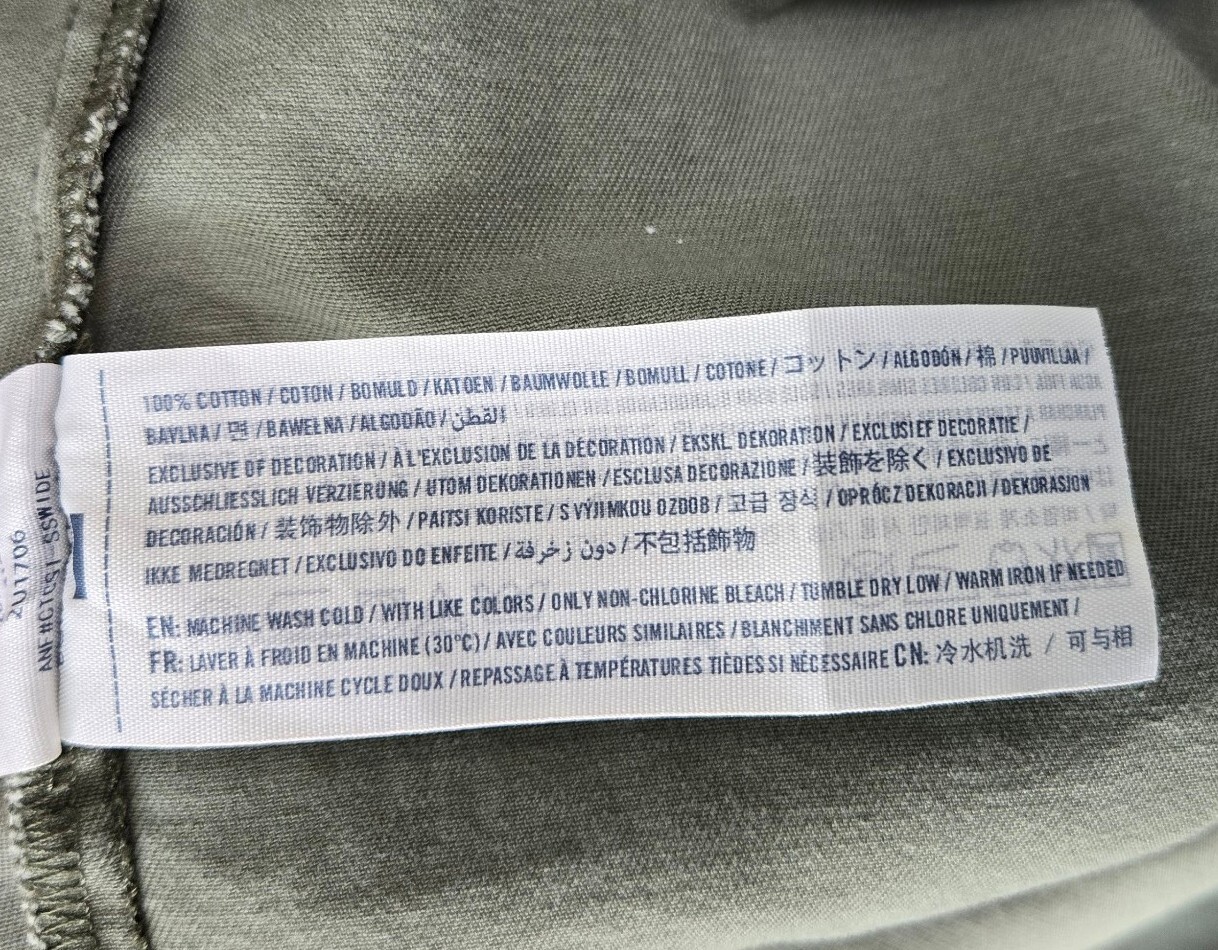 100% COTTON / COTON / BOMULD / KATOEN / BAUMWOLLE / BOMULL / COTONE / コットン / ALGODÓN / 棉 / PUUVILLAA /
BAVLNA / 면 / BAWEŁNA / ALGODÃO / القطن
EXCLUSIVE OF DECORATION / À L'EXCLUSION DE LA DÉCORATION / EKSKL DEKORATION / EXCLUSIEF DECORATIE /
AUSSCHLIESSLICH VERZIERUNG / UTOM DEKORATIONEN / ESCLUSA DECORAZIONE / 装飾を除く / EXCLUSIVO DE
DECORACIÓN / 装饰物除外 / PAITSI KORISTE / S VÝJIMKOU OZDOB / 고급 장식 / OPRÓCZ DEKORACJI / DEKORASJON
IKKE MEDREGNET / EXCLUSIVO DO ENFEITE / دون زخرفة / 不包括飾物
EN: MACHINE WASH COLD / WITH LIKE COLORS / ONLY NON-CHLORINE BLEACH / TUMBLE DRY LOW / WARM IRON IF NEEDED
FR: LAVER À FROID EN MACHINE (30°C) / AVEC COULEURS SIMILAIRES / BLANCHIMENT SANS CHLORE UNIQUEMENT /
SÉCHER À LA MACHINE CYCLE DOUX / REPASSAGE À TEMPÉRATURES TIÈDES SI NÉCESSAIRE CN: 冷水机洗 / 可与相
201706